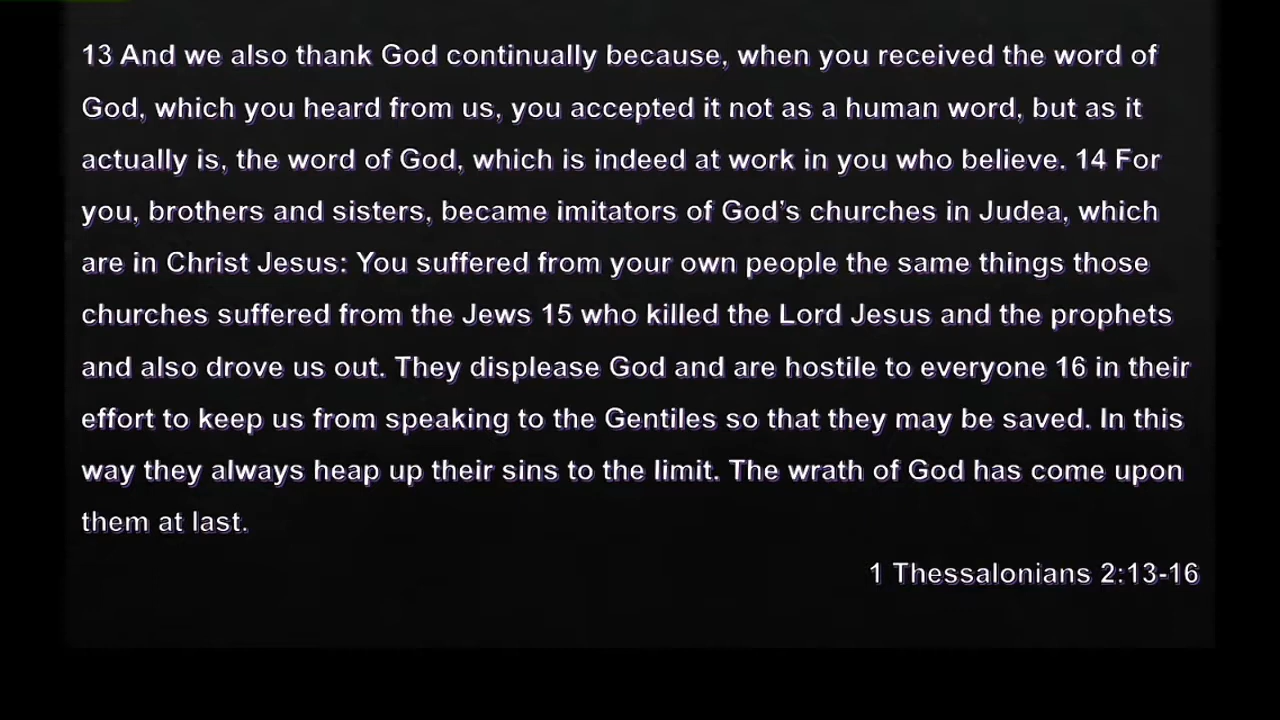 13 And we also thank God continually because, when you received the word of
God, which you heard from us, you accepted it not as a human word, but as it
actually is, the word of God, which is indeed at work in you who believe. 14 For
you, brothers and sisters, became imitators of God’s churches in Judea, which
are in Christ Jesus: You suffered from your own people the same things those
churches suffered from the Jews 15 who killed the Lord Jesus and the prophets
and also drove us out. They displease God and are hostile to everyone 16 in their
effort to keep us from speaking to the Gentiles so that they may be saved. In this
way they always heap up their sins to the limit. The wrath of God has come upon
them at last.
1 Thessalonians 2:13-16